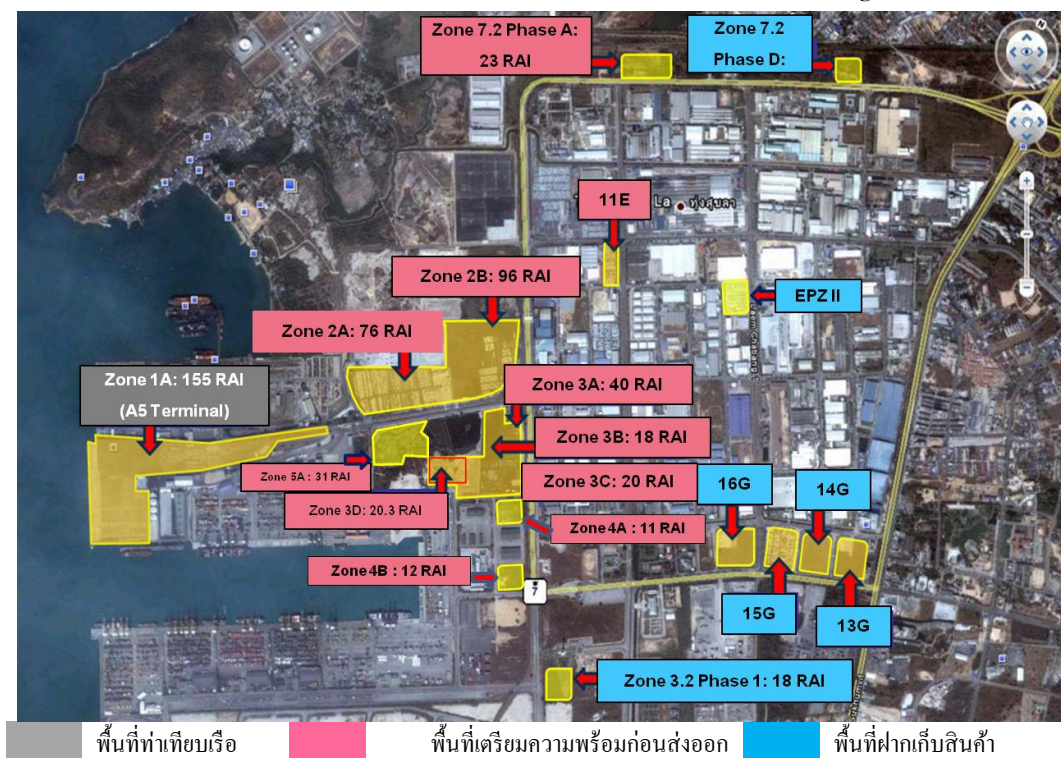 Zone 7.2 Phase A:
23 RAI
Zone 7.2
Phase D:
N
11E
La
ทุ่งสุขลา
Zone 2B: 96 RAI
EPZ II
Zone 2A: 76 RAI
Zone 1A: 155 RAI
(A5 Terminal)
Zone 3A: 40 RAI
Zone 3B: 18 RAI
Zone 5A : 31 RAI
Zone 3C: 20 RAI
16G
14G
Zone 3D: 20.3 RAI
Zone 4A : 11 RAI
Zone 4B : 12 RAI
7
15G
13G
Zone 3.2 Phase 1: 18 RAI
พื้นที่ท่าเทียบเรือ
พื้นที่เตรียมความพร้อมก่อนส่งออก
พื้นที่ฝากเก็บสินค้า